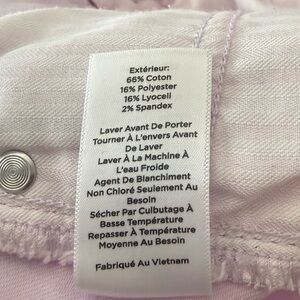 Extérieur:
66% Coton
16% Polyester
16% Lyocell
2% Spandex
Laver Avant De Porter
Tourner À L'envers Avant
De Laver
Laver À La Machine À
L'eau Froide
Agent De Blanchiment
Non Chloré Seulement Au
Besoin
Sécher Par Culbutage À
Basse Température
Repasser À Température
Moyenne Au Besoin
Fabriqué Au Vietnam